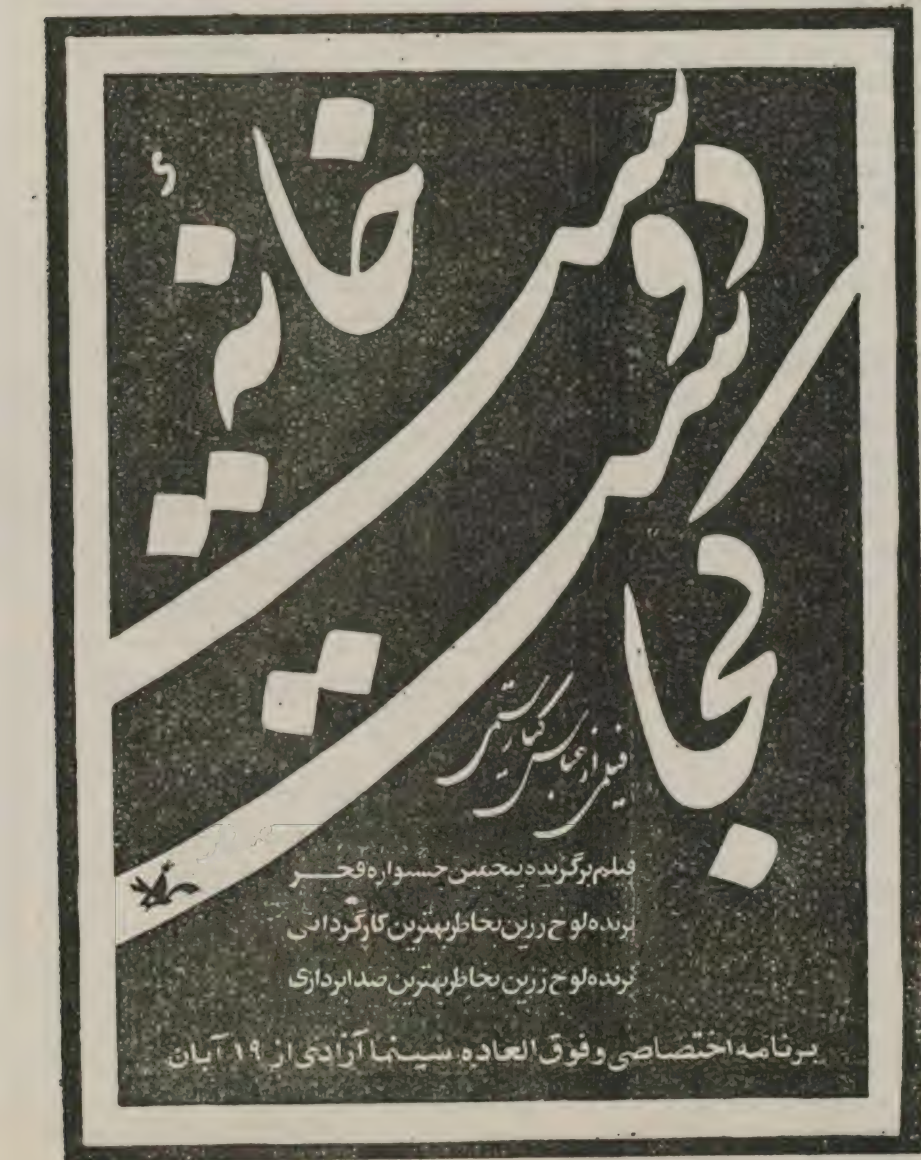 خانهٔ
دوست
کجاست
فیلمی از عباس کیارستمی
فیلم برگزیده پنجمین جشنواره فجر
برنده لوح زرین بخاطر بهترین کارگردانی
برنده لوح زرین بخاطر بهترین صدابرداری
برنامه اختصاصی و فوق العاده سینما آزادی از ۱۹ آبان